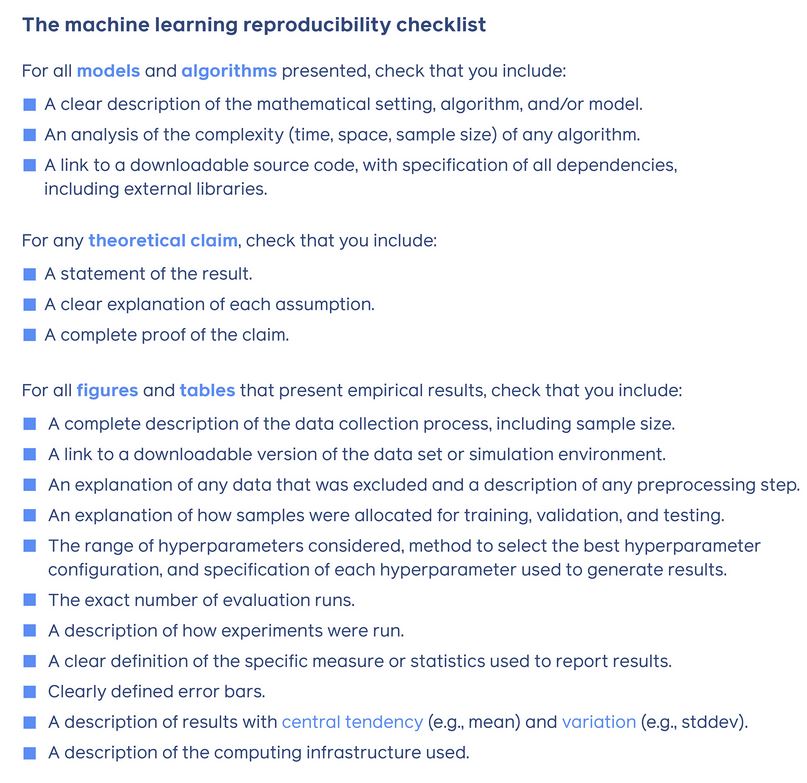 The machine learning reproducibility checklist
For all models and algorithms presented, check that you include:
A clear description of the mathematical setting, algorithm, and/or model.
An analysis of the complexity (time, space, sample size) of any algorithm.
A link to a downloadable source code, with specification of all dependencies,
including external libraries.
For any theoretical claim, check that you include:
A statement of the result.
A clear explanation of each assumption.
A complete proof of the claim.
For all figures and tables that present empirical results, check that you include:
A complete description of the data collection process, including sample size.
A link to a downloadable version of the data set or simulation environment.
An explanation of any data that was excluded and a description of any preprocessing step.
An explanation of how samples were allocated for training, validation, and testing.
The range of hyperparameters considered, method to select the best hyperparameter
configuration, and specification of each hyperparameter used to generate results.
The exact number of evaluation runs.
A description of how experiments were run.
A clear definition of the specific measure or statistics used to report results.
Clearly defined error bars.
A description of results with central tendency (e.g., mean) and variation (e.g., stddev).
A description of the computing infrastructure used.